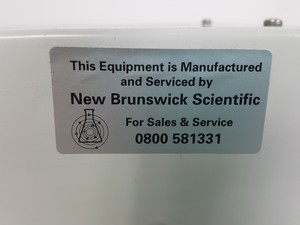 This Equipment is Manufactured
and Serviced by
New Brunswick Scientific
For Sales & Service
0800 581331